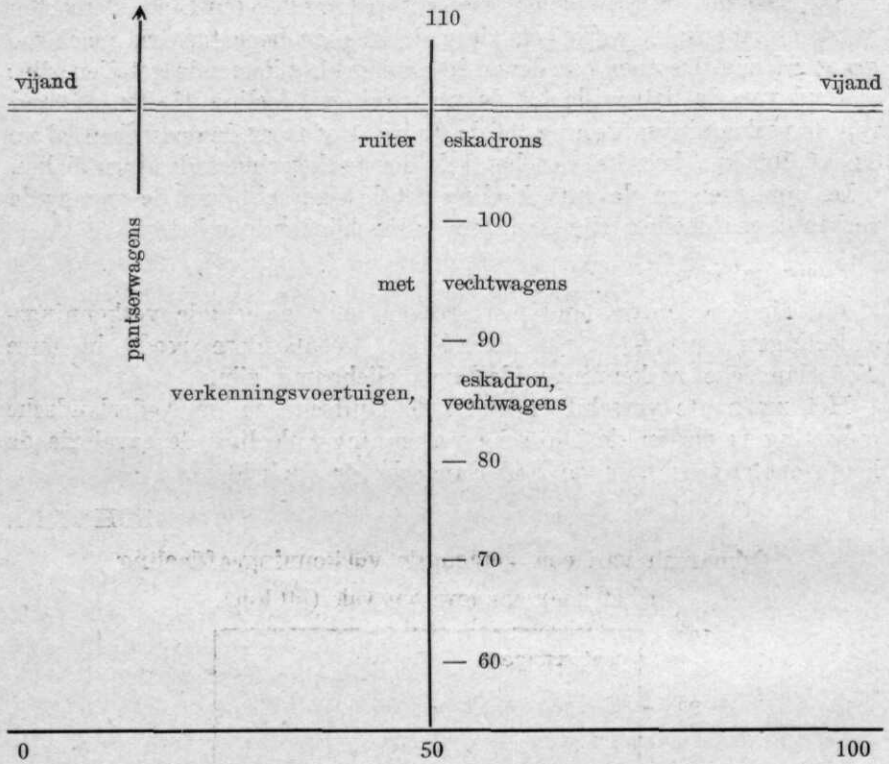 110
vijand vijand
ruiter eskadrons
— 100
pantserwagens
met vechtwagens
— 90
verkenningsvoertuigen, eskadron,
vechtwagens
— 80
— 70
— 60
0 50 100